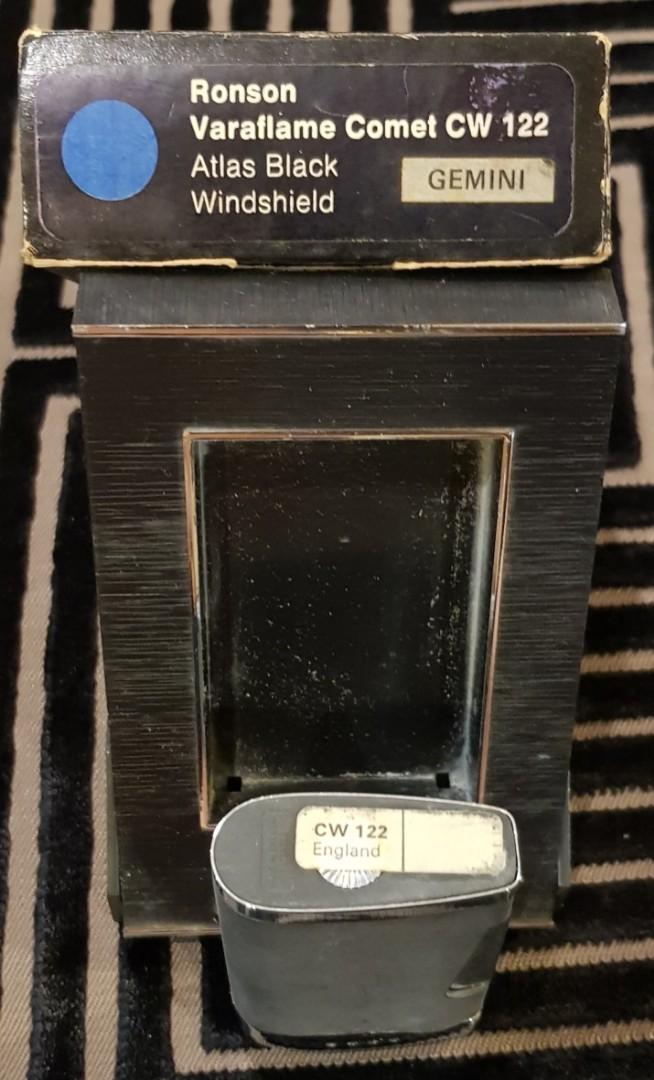 Ronson
Varaflame Comet CW 122
Atlas Black
Windshield
GEMINI
CW 122
England